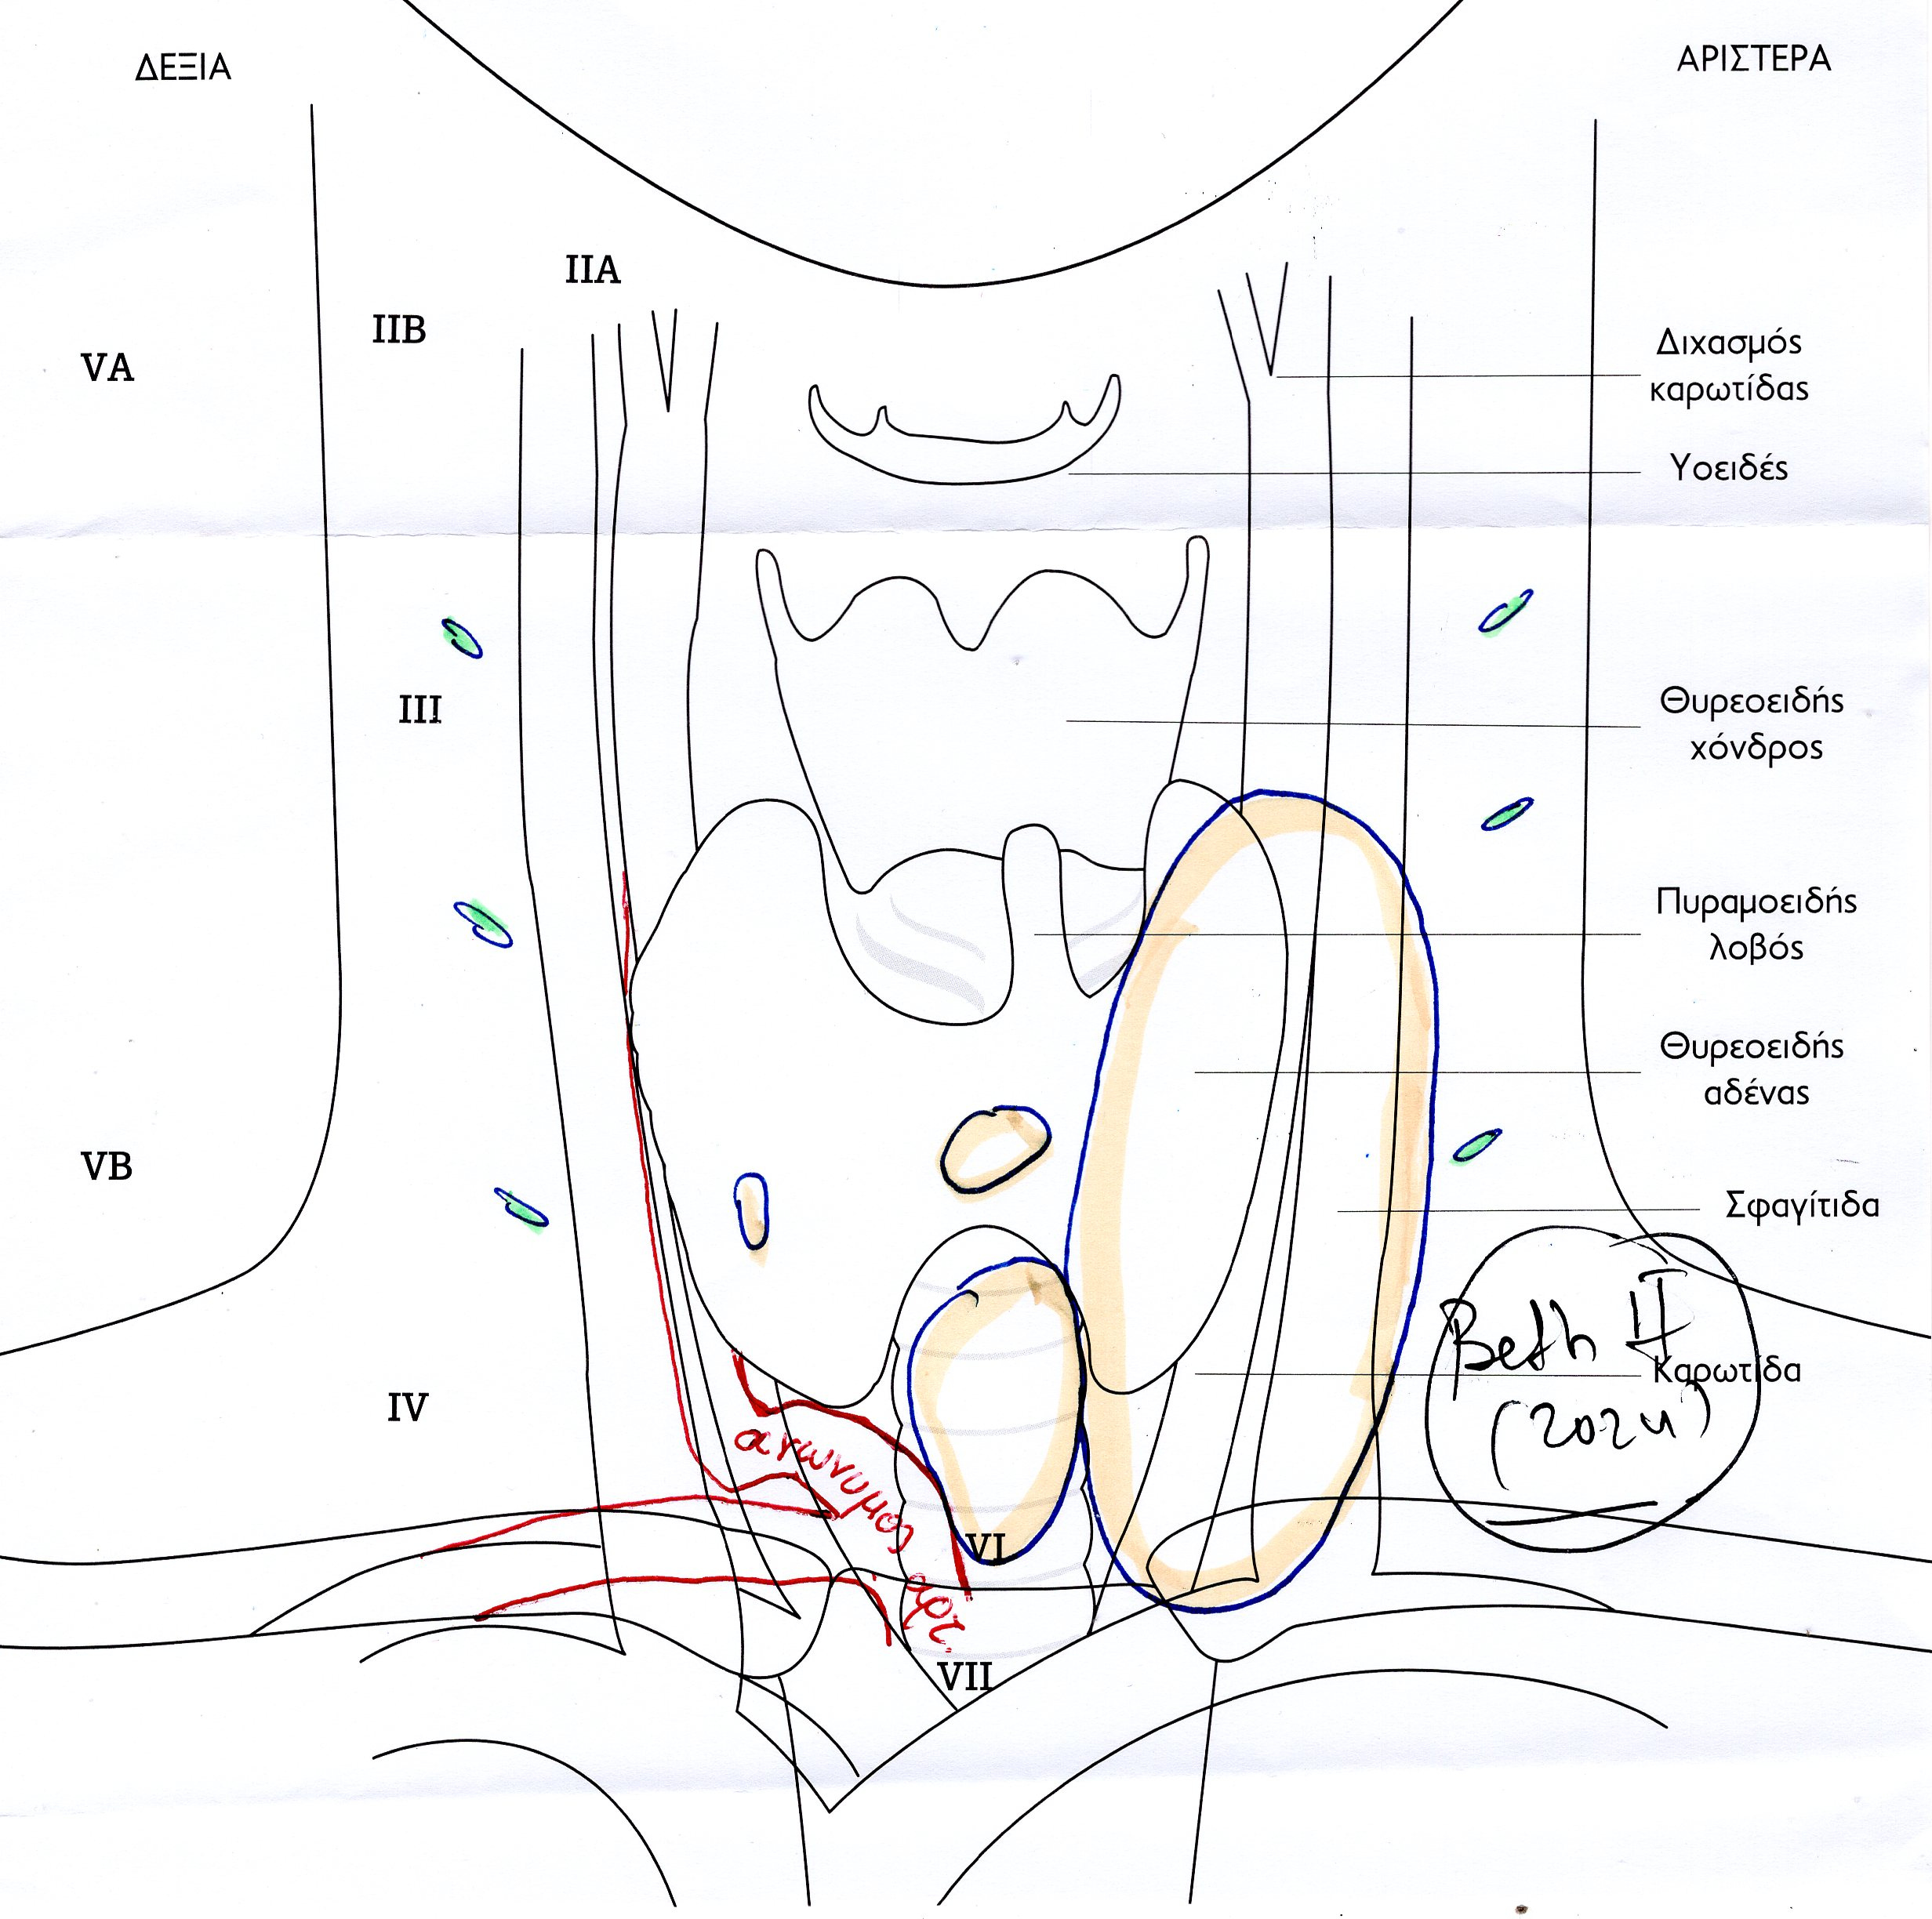 ΔΕΞΙΑ
ΑΡΙΣΤΕΡΑ
IIA
IIB
VA
Διχασμός
καρωτίδας
Υοειδές
III
Θυρεοειδής
χόνδρος
Πυραμοειδής
λοβός
Θυρεοειδής
αδένας
VB
Σφαγίτιδα
Beth II
Καρωτίδα
(2024)
IV
ανωνυμος
αρτ.
VI
VII